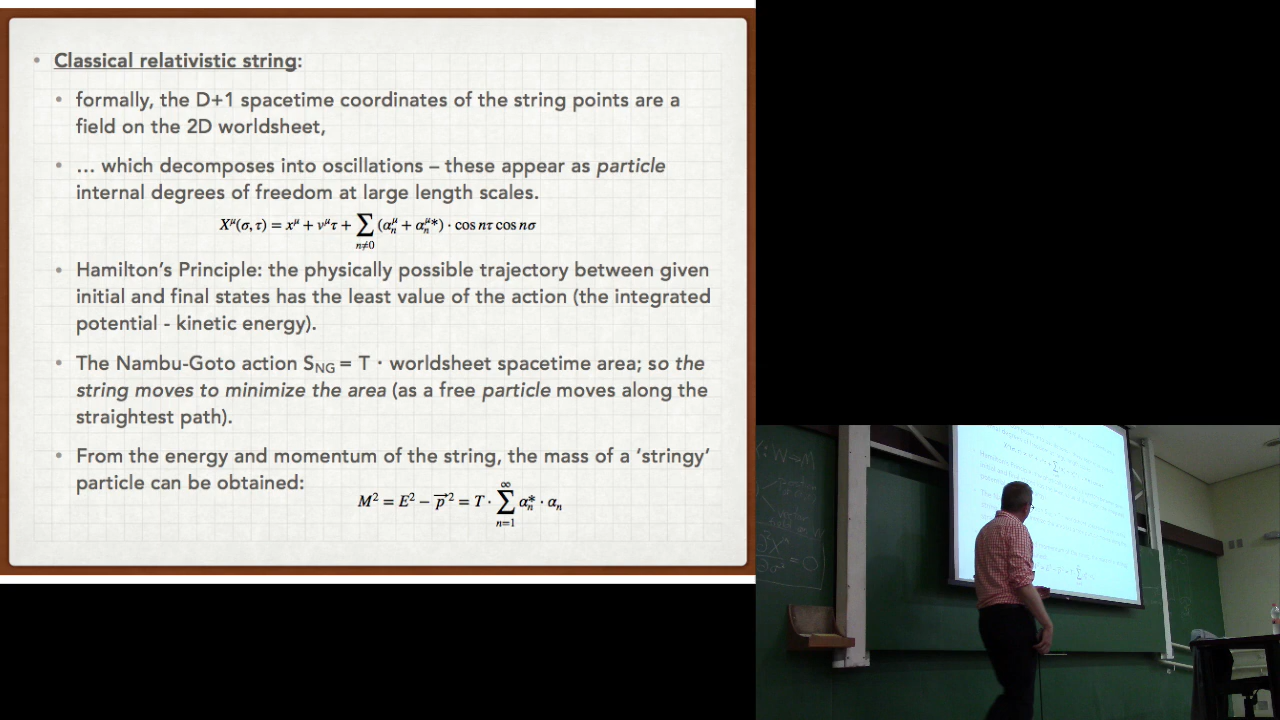 • Classical relativistic string:
• formally, the D+1 spacetime coordinates of the string points are a
field on the 2D worldsheet,
• … which decomposes into oscillations – these appear as particle
internal degrees of freedom at large length scales.
X^μ(σ, τ) = x^μ + v^μτ + ∑_{n≠0} (α_n^μ + α_n^μ*) · cos nτ cos nσ
• Hamilton's Principle: the physically possible trajectory between given
initial and final states has the least value of the action (the integrated
potential - kinetic energy).
• The Nambu-Goto action S_NG = T · worldsheet spacetime area; so the
string moves to minimize the area (as a free particle moves along the
straightest path).
• From the energy and momentum of the string, the mass of a ‘stringy’
particle can be obtained:
M² = E² − p⃗² = T · ∑_{n=1}^∞ α_n* · α_n
X: W→M